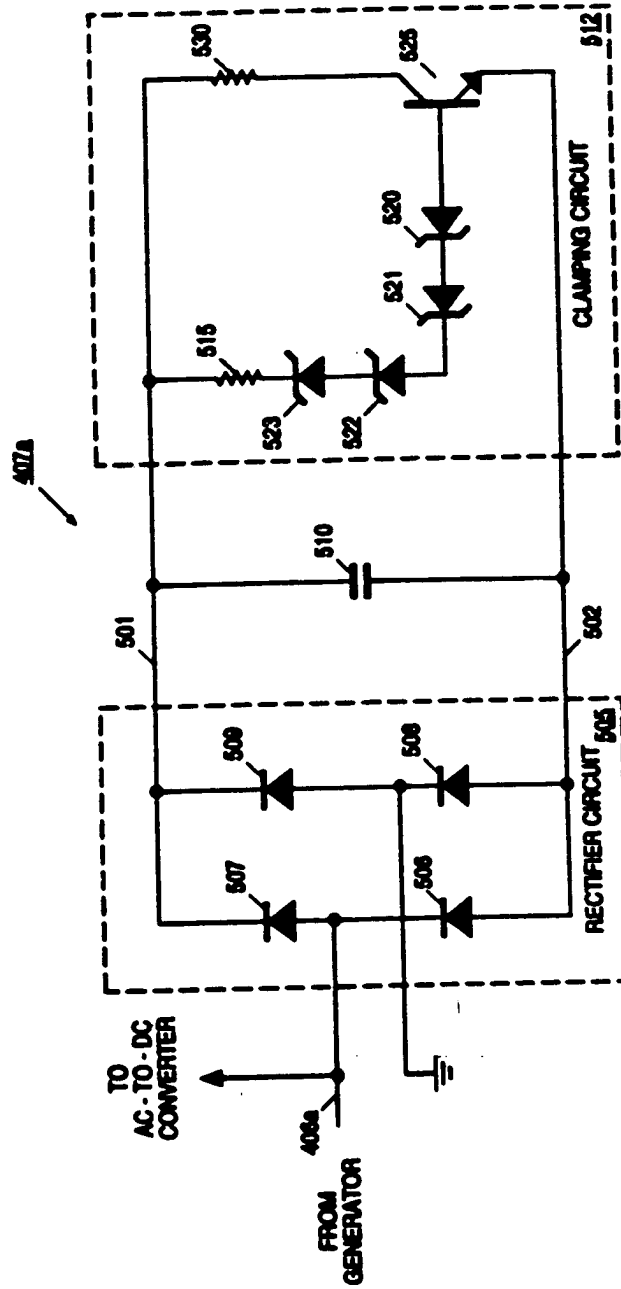 407a
501
530
515
523
522
521
520
525
510
509
507
508
506
TO
AC-TO-DC
CONVERTER
406a
FROM
GENERATOR
502
RECTIFIER CIRCUIT
505
CLAMPING CIRCUIT
512